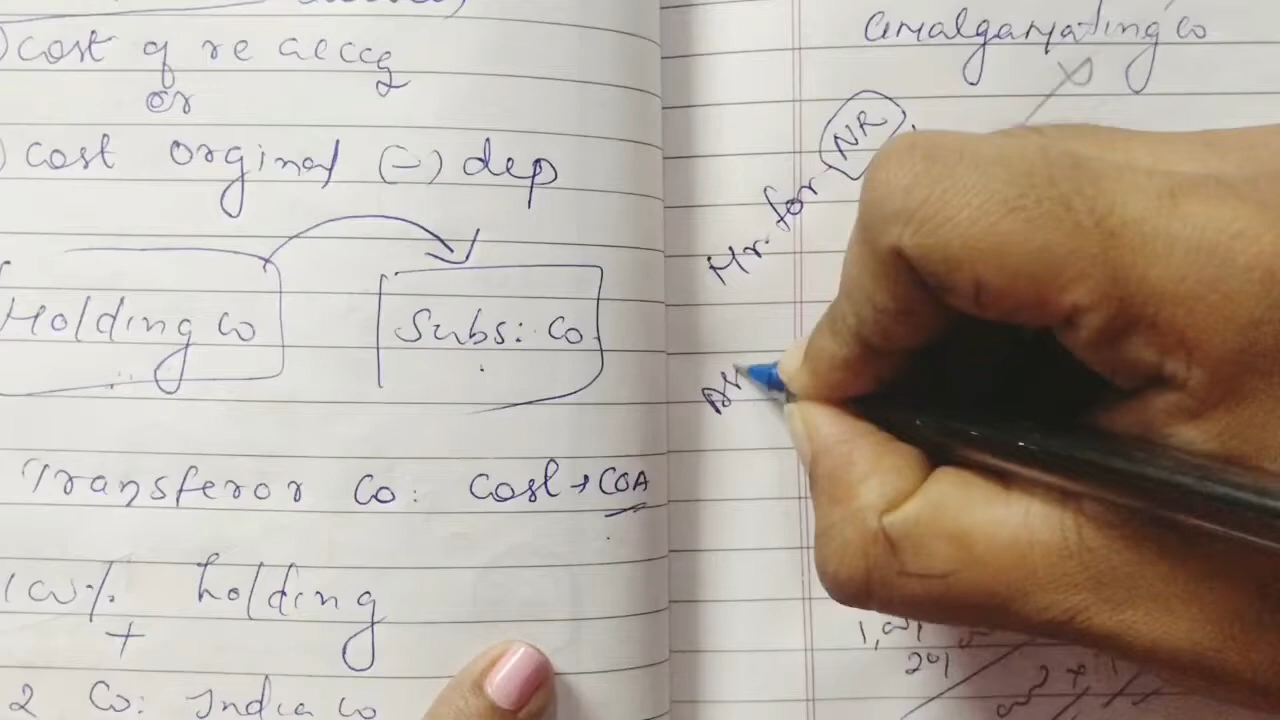 ) cost of re accq
or
) cost orginal (-) dep
Holding co
Subs: co
Transferor co: cost → COA
100% holding
+
2 co: India co
amalgamating co
Mr. for NR